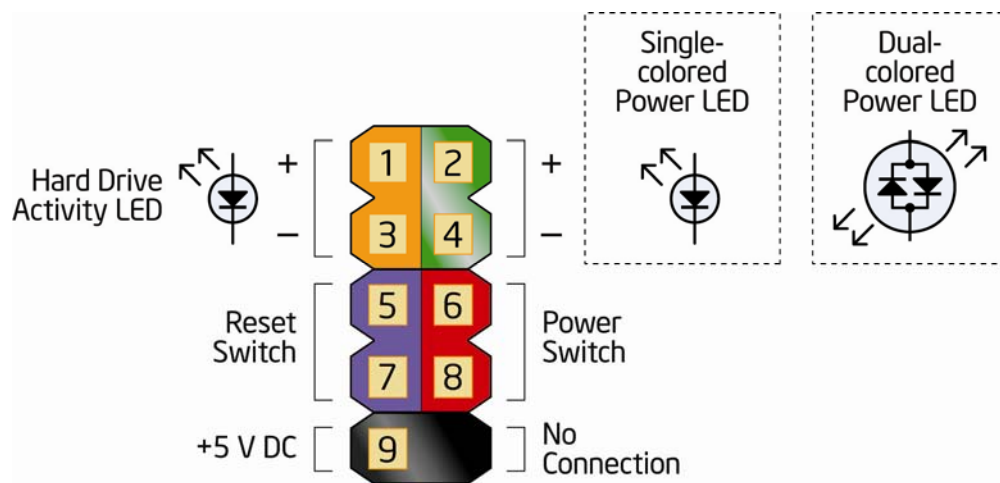 Single-
colored
Power LED
Dual-
colored
Power LED
Hard Drive
Activity LED
+
−
1
2
3
4
+
−
Reset
Switch
5
6
7
8
Power
Switch
+5 V DC
9
No
Connection